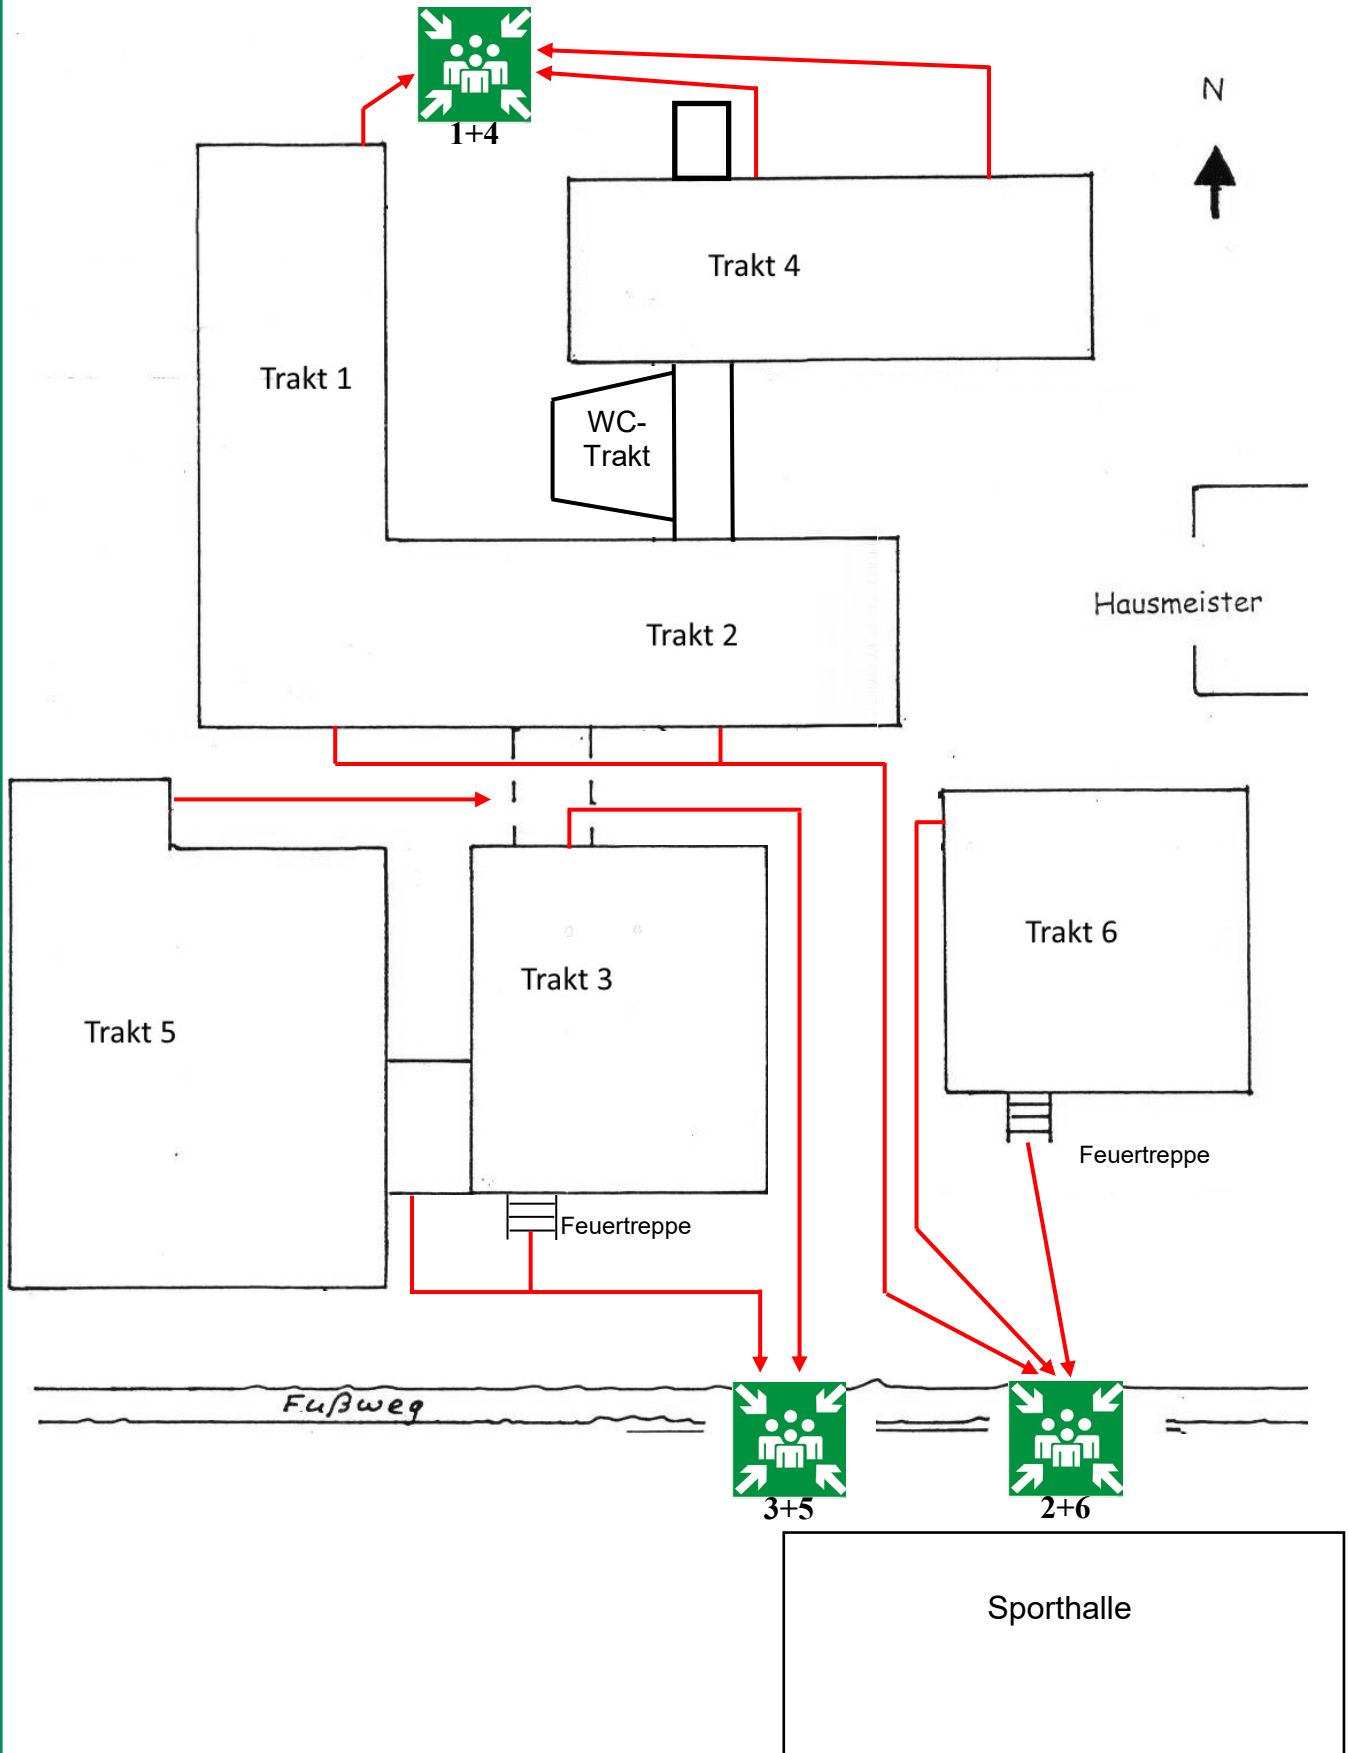 1+4
N
Trakt 4
Trakt 1
WC-
Trakt
Hausmeister
Trakt 2
Trakt 6
Trakt 3
Trakt 5
Feuertreppe
Feuertreppe
Fußweg
3+5
2+6
Sporthalle